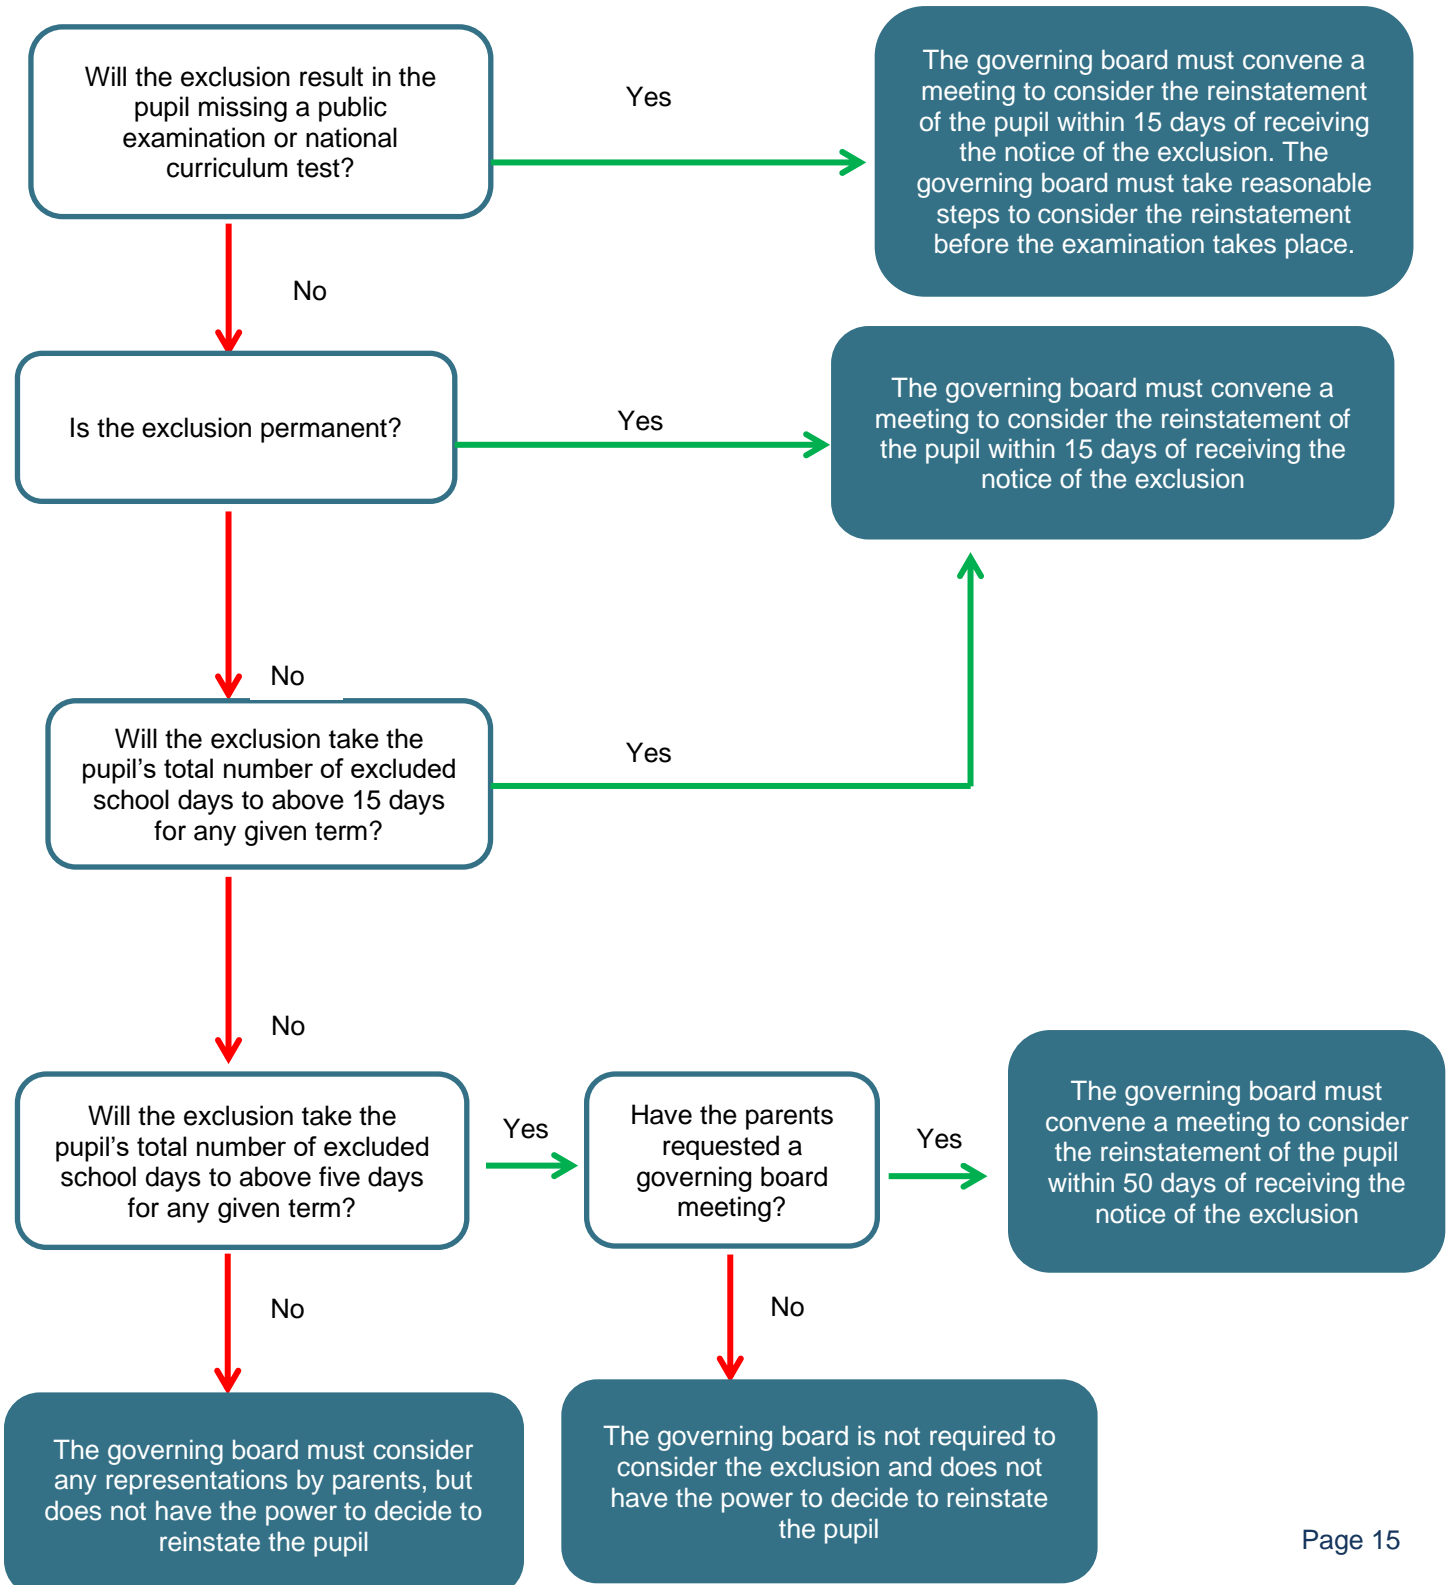 Will the exclusion result in the
pupil missing a public
examination or national
curriculum test?
Yes
The governing board must convene a
meeting to consider the reinstatement
of the pupil within 15 days of receiving
the notice of the exclusion. The
governing board must take reasonable
steps to consider the reinstatement
before the examination takes place.
No
Is the exclusion permanent?
Yes
The governing board must convene a
meeting to consider the reinstatement of
the pupil within 15 days of receiving the
notice of the exclusion
No
Will the exclusion take the
pupil’s total number of excluded
school days to above 15 days
for any given term?
Yes
No
Will the exclusion take the
pupil’s total number of excluded
school days to above five days
for any given term?
Yes
Have the parents
requested a
governing board
meeting?
Yes
The governing board must
convene a meeting to consider
the reinstatement of the pupil
within 50 days of receiving the
notice of the exclusion
No
No
The governing board must consider
any representations by parents, but
does not have the power to decide to
reinstate the pupil
The governing board is not required to
consider the exclusion and does not
have the power to decide to reinstate
the pupil
Page 15